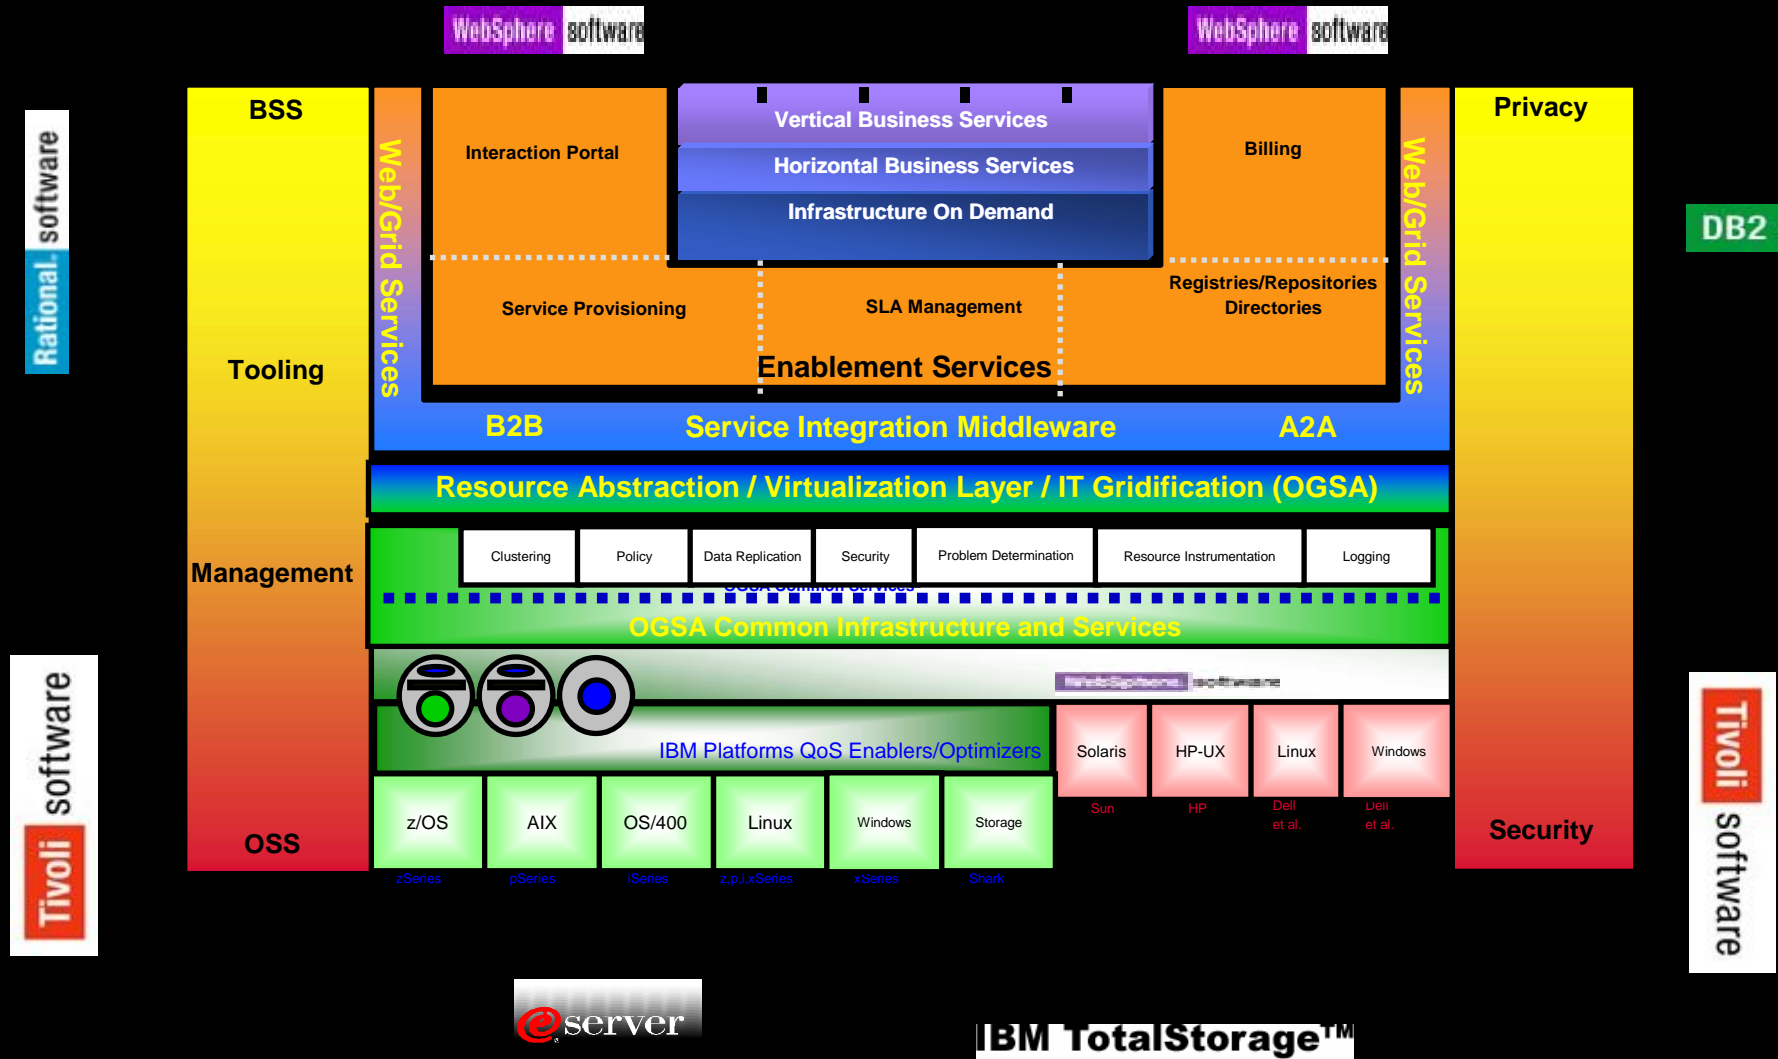 WebSphere software
WebSphere software
Rational. software
BSS
Tooling
Management
OSS
Web/Grid Services
Interaction Portal
Vertical Business Services
Horizontal Business Services
Infrastructure On Demand
Billing
Web/Grid Services
Privacy
Security
DB2
Service Provisioning
SLA Management
Registries/Repositories
Directories
Enablement Services
B2B
Service Integration Middleware
A2A
Resource Abstraction / Virtualization Layer / IT Gridification (OGSA)
Clustering
Policy
Data Replication
Security
Problem Determination
Resource Instrumentation
Logging
OGSA Common Services
OGSA Common Infrastructure and Services
WebSphere software
IBM Platforms QoS Enablers/Optimizers
Solaris
HP-UX
Linux
Windows
Sun
HP
Dell
et al.
Dell
et al.
z/OS
AIX
OS/400
Linux
Windows
Storage
zSeries
pSeries
iSeries
z,p,i,xSeries
xSeries
Shark
Tivoli software
Tivoli software
e server
IBM TotalStorage™